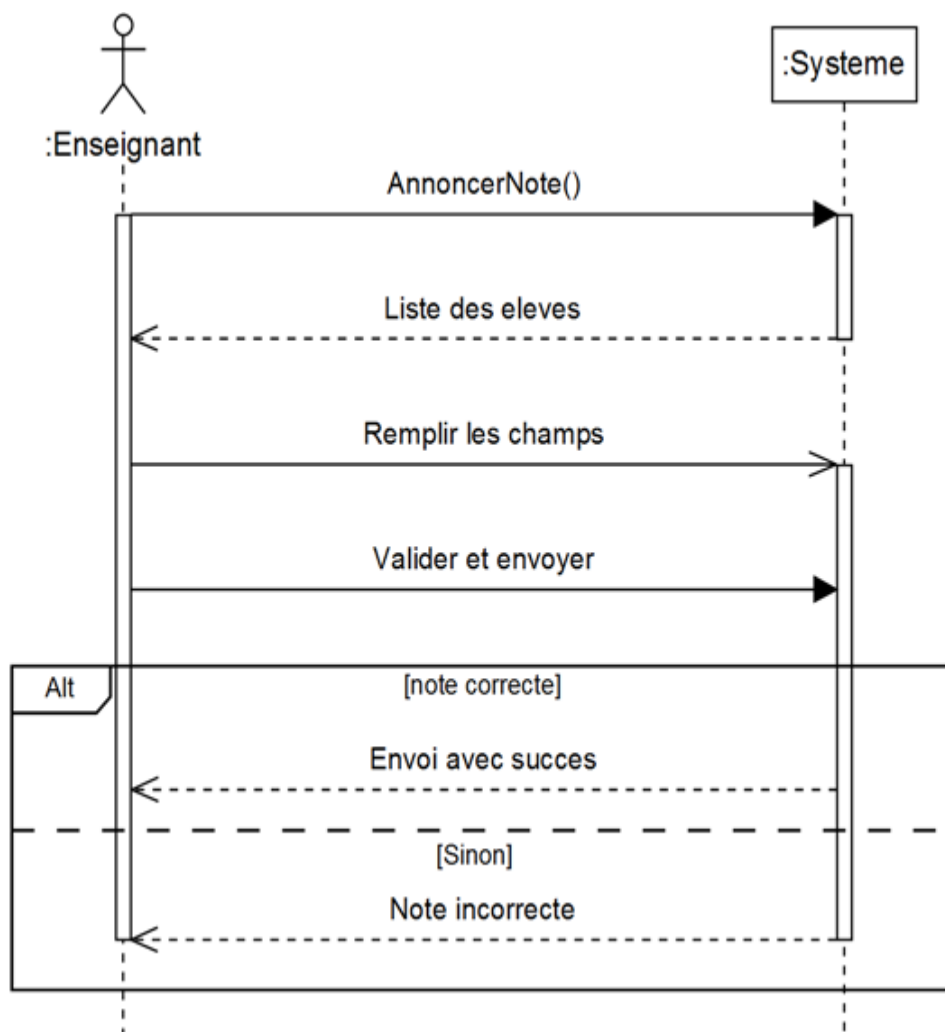 :Systeme
:Enseignant
AnnoncerNote()
Liste des eleves
Remplir les champs
Valider et envoyer
Alt
[note correcte]
Envoi avec succes
[Sinon]
Note incorrecte